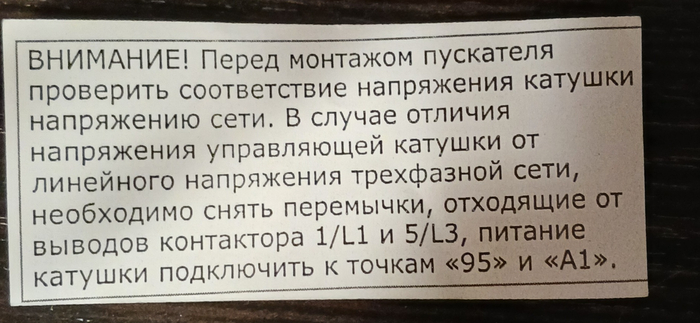 ВНИМАНИЕ! Перед монтажом пускателя
проверить соответствие напряжения катушки
напряжению сети. В случае отличия
напряжения управляющей катушки от
линейного напряжения трехфазной сети,
необходимо снять перемычки, отходящие от
выводов контактора 1/L1 и 5/L3, питание
катушки подключить к точкам «95» и «А1».